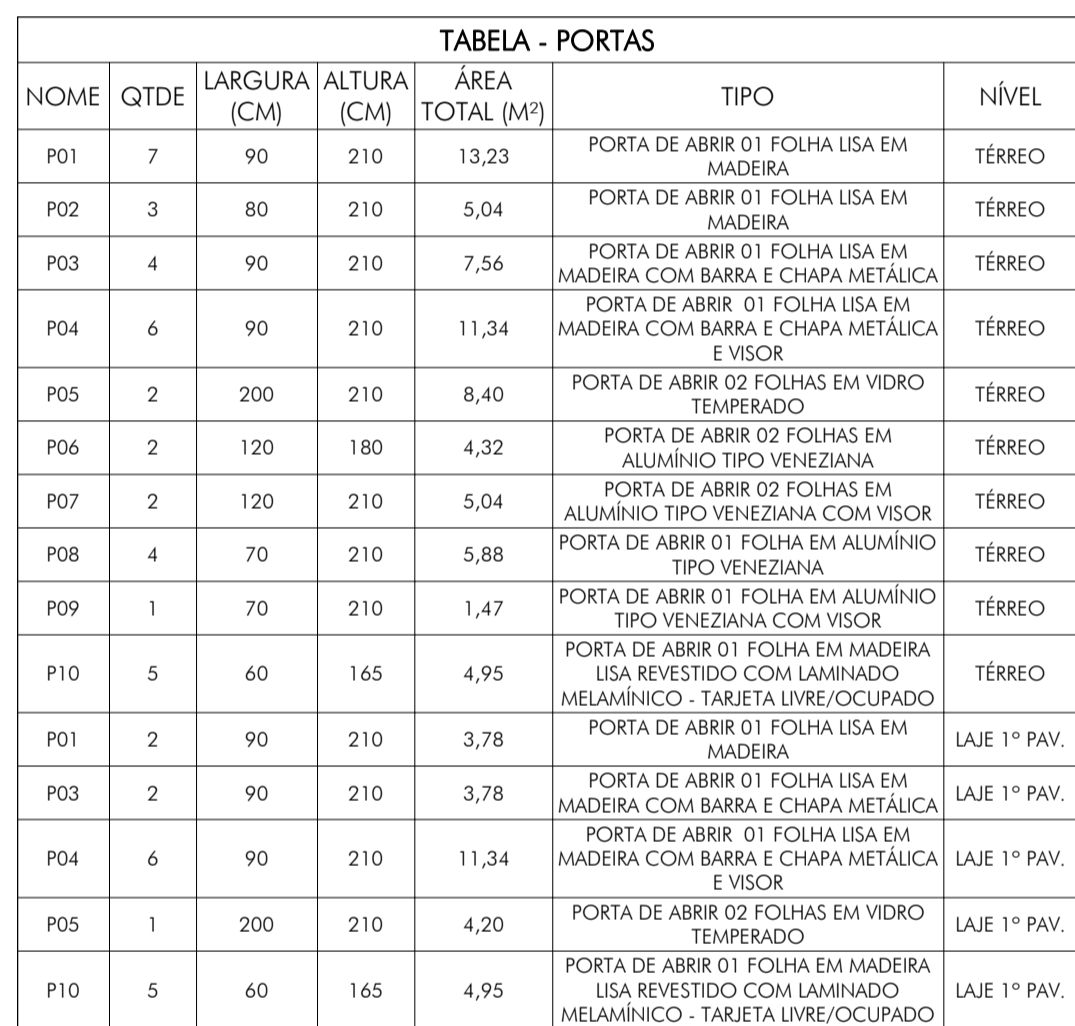 TABELA - PORTAS
NOME QTDE LARGURA (CM) ALTURA (CM) ÁREA TOTAL (M²) TIPO NÍVEL
P01 7 90 210 13,23 PORTA DE ABRIR 01 FOLHA LISA EM MADEIRA TÉRREO
P02 3 80 210 5,04 PORTA DE ABRIR 01 FOLHA LISA EM MADEIRA TÉRREO
P03 4 90 210 7,56 PORTA DE ABRIR 01 FOLHA LISA EM MADEIRA COM BARRA E CHAPA METÁLICA TÉRREO
P04 6 90 210 11,34 PORTA DE ABRIR 01 FOLHA LISA EM MADEIRA COM BARRA E CHAPA METÁLICA E VISOR TÉRREO
P05 2 200 210 8,40 PORTA DE ABRIR 02 FOLHAS EM VIDRO TEMPERADO TÉRREO
P06 2 120 180 4,32 PORTA DE ABRIR 02 FOLHAS EM ALUMÍNIO TIPO VENEZIANA TÉRREO
P07 2 120 210 5,04 PORTA DE ABRIR 02 FOLHAS EM ALUMÍNIO TIPO VENEZIANA COM VISOR TÉRREO
P08 4 70 210 5,88 PORTA DE ABRIR 01 FOLHA EM ALUMÍNIO TIPO VENEZIANA TÉRREO
P09 1 70 210 1,47 PORTA DE ABRIR 01 FOLHA EM ALUMÍNIO TIPO VENEZIANA COM VISOR TÉRREO
P10 5 60 165 4,95 PORTA DE ABRIR 01 FOLHA EM MADEIRA LISA REVESTIDO COM LAMINADO MELAMÍNICO - TARJETA LIVRE/OCUPADO TÉRREO
P01 2 90 210 3,78 PORTA DE ABRIR 01 FOLHA LISA EM MADEIRA LAJE 1º PAV.
P03 2 90 210 3,78 PORTA DE ABRIR 01 FOLHA LISA EM MADEIRA COM BARRA E CHAPA METÁLICA LAJE 1º PAV.
P04 6 90 210 11,34 PORTA DE ABRIR 01 FOLHA LISA EM MADEIRA COM BARRA E CHAPA METÁLICA E VISOR LAJE 1º PAV.
P05 1 200 210 4,20 PORTA DE ABRIR 02 FOLHAS EM VIDRO TEMPERADO LAJE 1º PAV.
P10 5 60 165 4,95 PORTA DE ABRIR 01 FOLHA EM MADEIRA LISA REVESTIDO COM LAMINADO MELAMÍNICO - TARJETA LIVRE/OCUPADO LAJE 1º PAV.